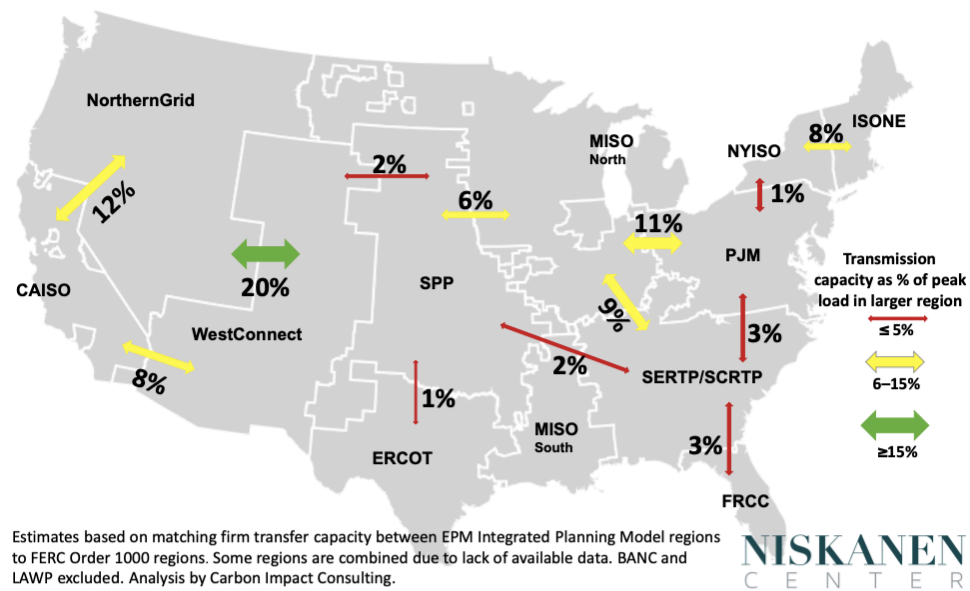 NorthernGrid
ISONE
8%
MISO
North
NYISO
2%
1%
12%
6%
11%
PJM
Transmission
capacity as % of peak
load in larger region
CAISO
20%
SPP
≤ 5%
WestConnect
9%
3%
6–15%
8%
2%
SERTP/SCRTP
1%
MISO
South
≥15%
ERCOT
3%
FRCC
Estimates based on matching firm transfer capacity between EPM Integrated Planning Model regions
to FERC Order 1000 regions. Some regions are combined due to lack of available data. BANC and
LAWP excluded. Analysis by Carbon Impact Consulting.
NISKANEN
CENTER